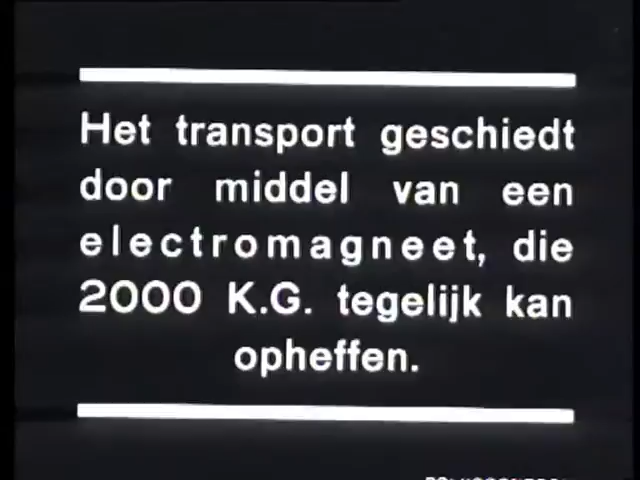 Het transport geschiedt
door middel van een
electromagneet, die
2000 K.G. tegelijk kan
opheffen.